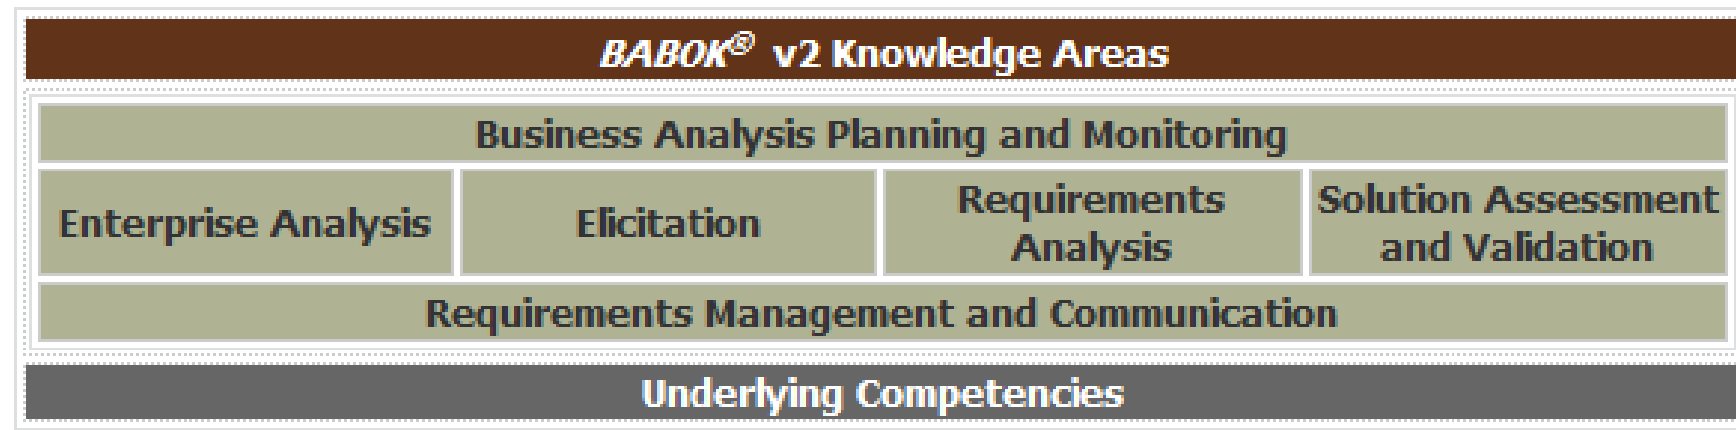 BABOK® v2 Knowledge Areas
Business Analysis Planning and Monitoring
Enterprise Analysis
Elicitation
Requirements
Analysis
Solution Assessment
and Validation
Requirements Management and Communication
Underlying Competencies